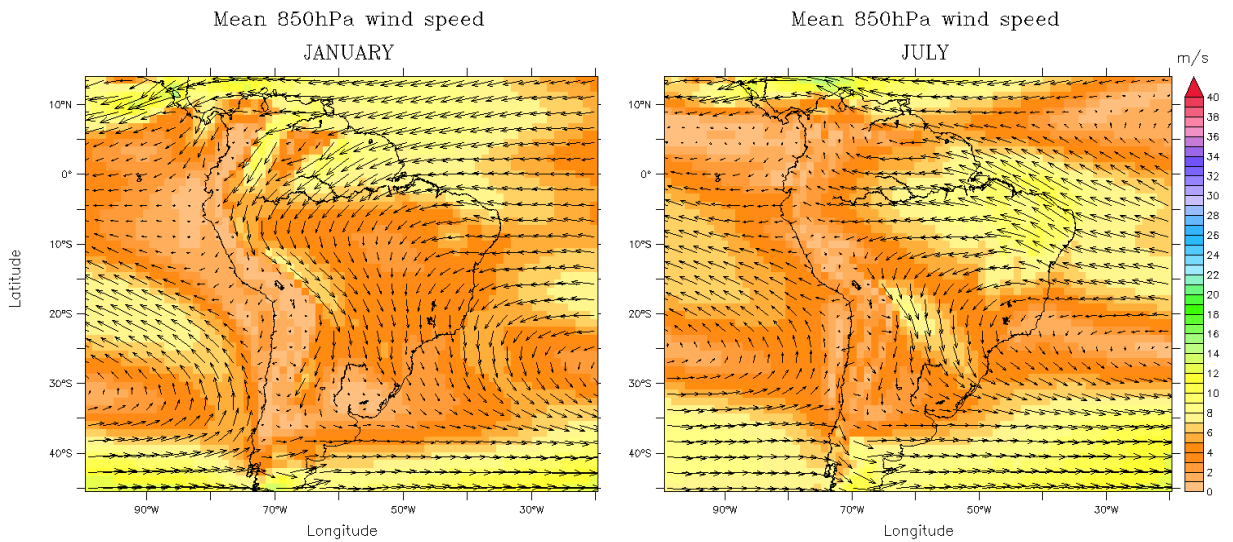 Mean 850hPa wind speed
JANUARY
Mean 850hPa wind speed
JULY
m/s
Latitude
10°N
0°
10°S
20°S
30°S
40°S
90°W
70°W
50°W
30°W
Longitude
10°N
0°
10°S
20°S
30°S
40°S
90°W
70°W
50°W
30°W
Longitude
40
38
36
34
32
30
28
26
24
22
20
18
16
14
12
10
8
6
4
2
0